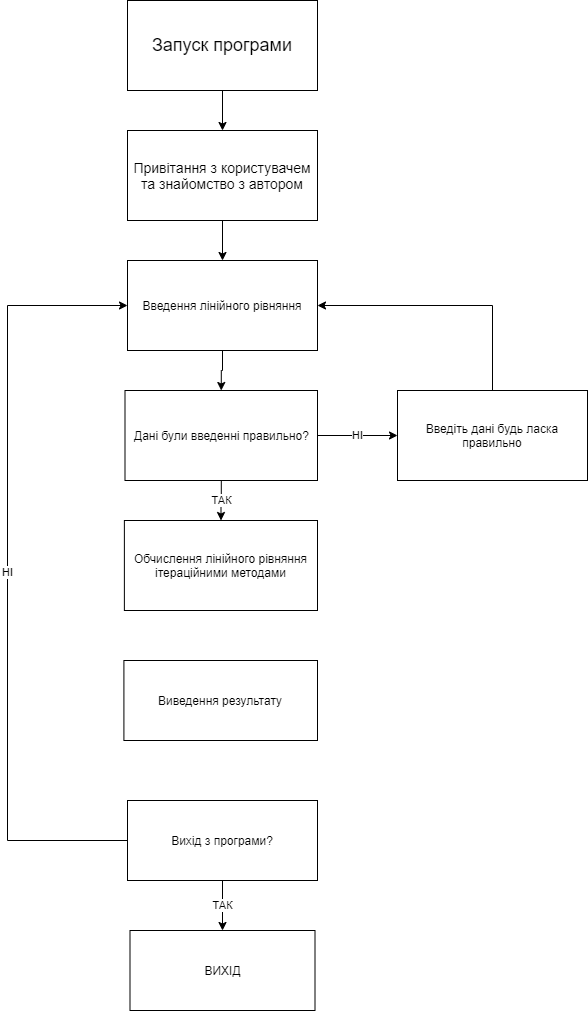 Запуск програми
Привітання з користувачем
та знайомство з автором
Введення лінійного рівняння
Дані були введенні правильно?
НІ
Введіть дані будь ласка
правильно
ТАК
Обчислення лінійного рівняння
ітераційними методами
НІ
Виведення результату
Вихід з програми?
ТАК
ВИХІД